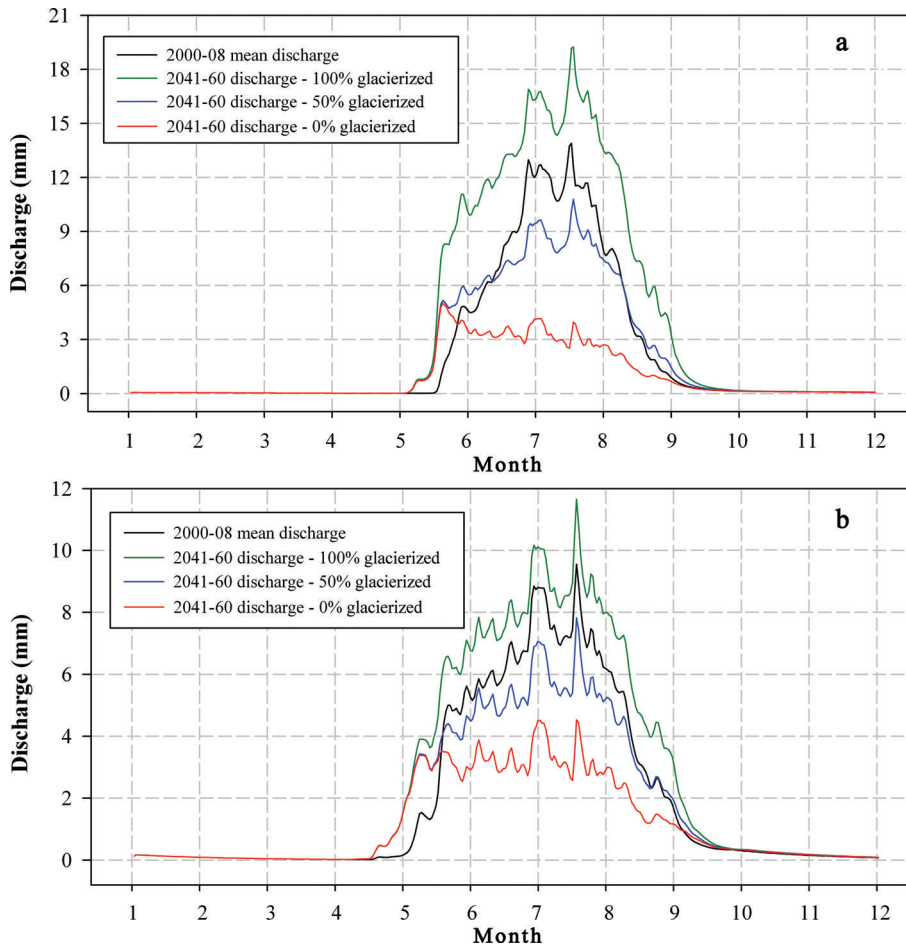 a
2000-08 mean discharge
2041-60 discharge - 100% glacierized
2041-60 discharge - 50% glacierized
2041-60 discharge - 0% glacierized
Discharge (mm)
21
18
15
12
9
6
3
0
1 2 3 4 5 6 7 8 9 10 11 12
Month
b
2000-08 mean discharge
2041-60 discharge - 100% glacierized
2041-60 discharge - 50% glacierized
2041-60 discharge - 0% glacierized
Discharge (mm)
12
10
8
6
4
2
0
1 2 3 4 5 6 7 8 9 10 11 12
Month